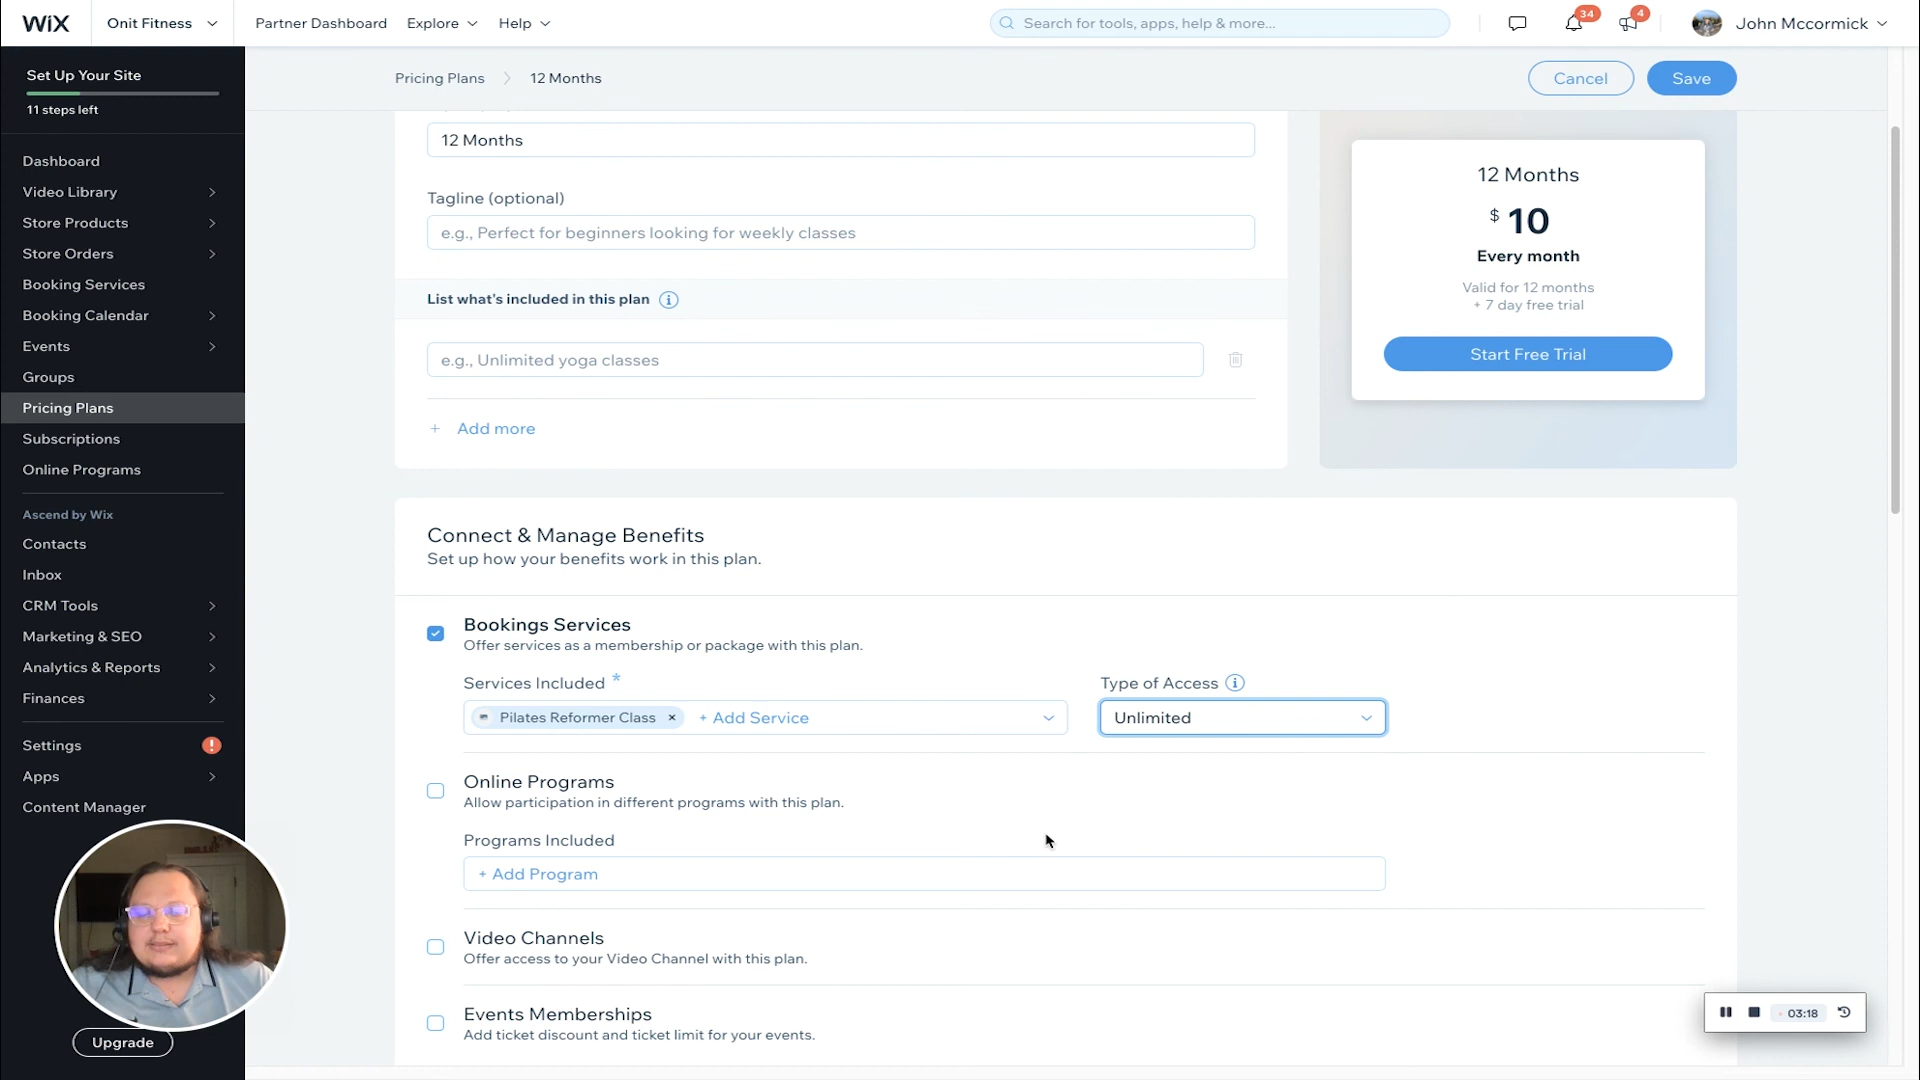 WiX
Onit Fitness
Partner Dashboard
Explore
Help
Search for tools, apps, help & more...
34
4
John Mccormick
Set Up Your Site
11 steps left
Pricing Plans
12 Months
Cancel
Save
Dashboard
Video Library
Store Products
Store Orders
Booking Services
Booking Calendar
Events
Groups
Pricing Plans
Subscriptions
Online Programs
Ascend by Wix
Contacts
Inbox
CRM Tools
Marketing & SEO
Analytics & Reports
Finances
Settings
Apps
Content Manager
Upgrade
12 Months
Tagline (optional)
e.g., Perfect for beginners looking for weekly classes
List what's included in this plan
e.g., Unlimited yoga classes
+ Add more
12 Months
$ 10
Every month
Valid for 12 months
+ 7 day free trial
Start Free Trial
Connect & Manage Benefits
Set up how your benefits work in this plan.
Bookings Services
Offer services as a membership or package with this plan.
Services Included *
Type of Access
Pilates Reformer Class × + Add Service
Unlimited
Online Programs
Allow participation in different programs with this plan.
Programs Included
+ Add Program
Video Channels
Offer access to your Video Channel with this plan.
Events Memberships
Add ticket discount and ticket limit for your events.
03:18